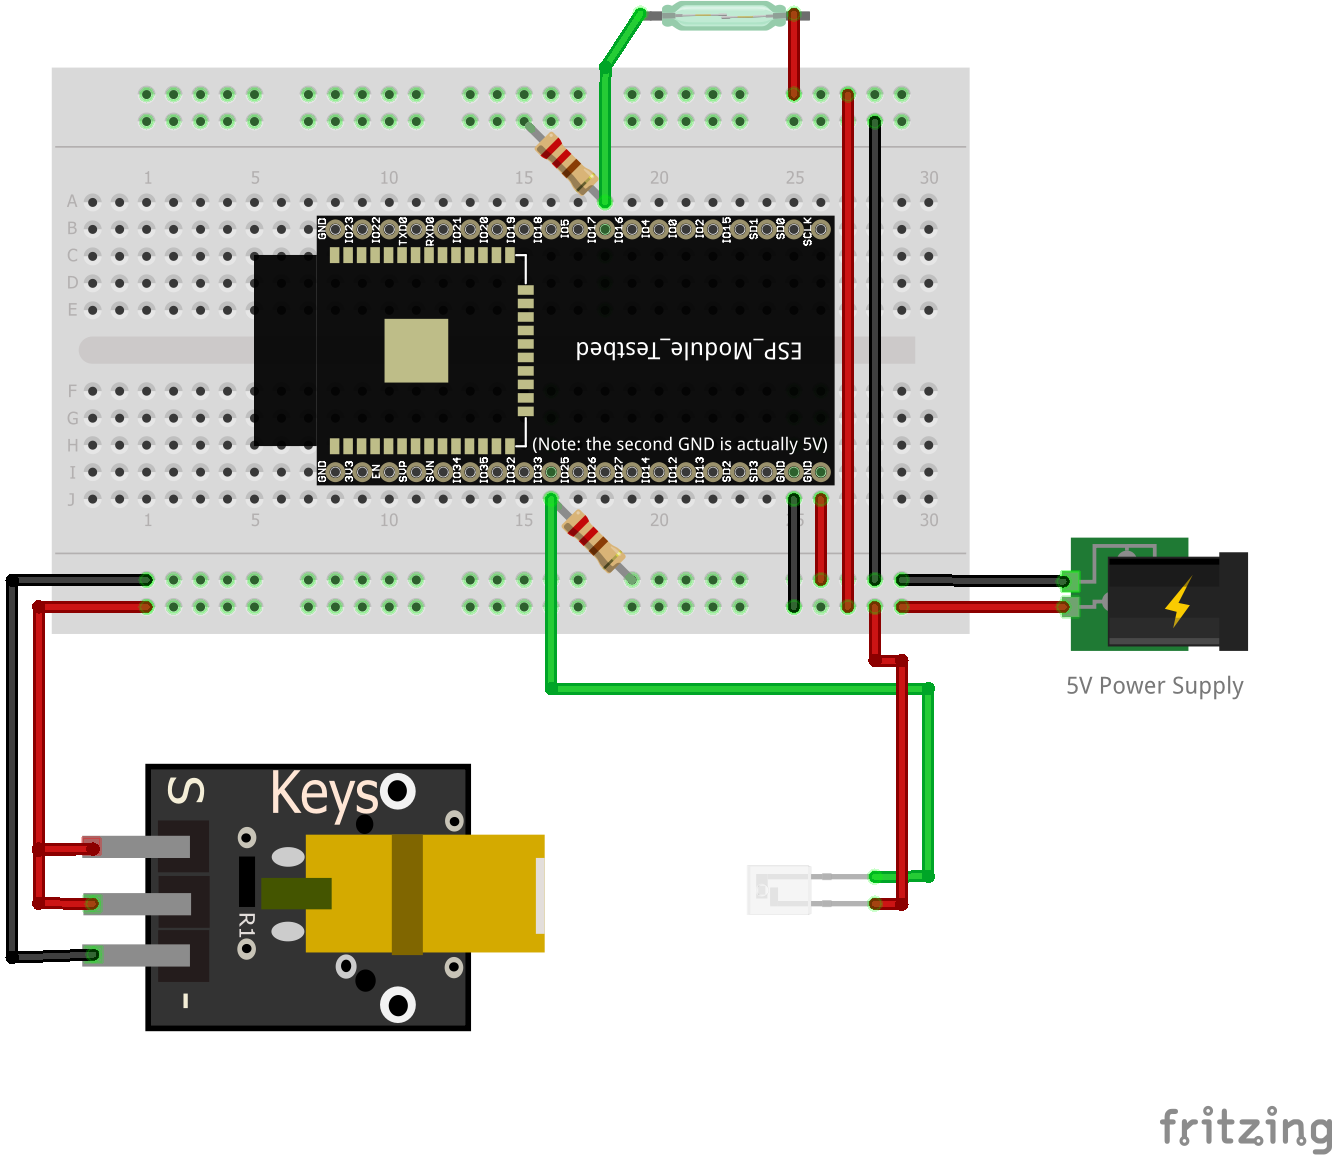 1 5 10 15 20 25 30
A
B
C
D
E
GND IO23 IO22 TXD0 RXD0 IO21 IO20 IO19 IO18 IO5 IO17 IO16 IO4 IO0 IO2 IO15 SD1 SD0 SCLK
ESP_Module_Testbed
F
G
H
I
J
(Note: the second GND is actually 5V)
GND 3V3 EN SUP SUN IO34 IO35 IO32 IO33 IO25 IO26 IO27 IO14 IO12 IO13 SD2 SD3 GND GND
1 5 10 15 20 30
5V Power Supply
S
Keys
R1
-
fritzing